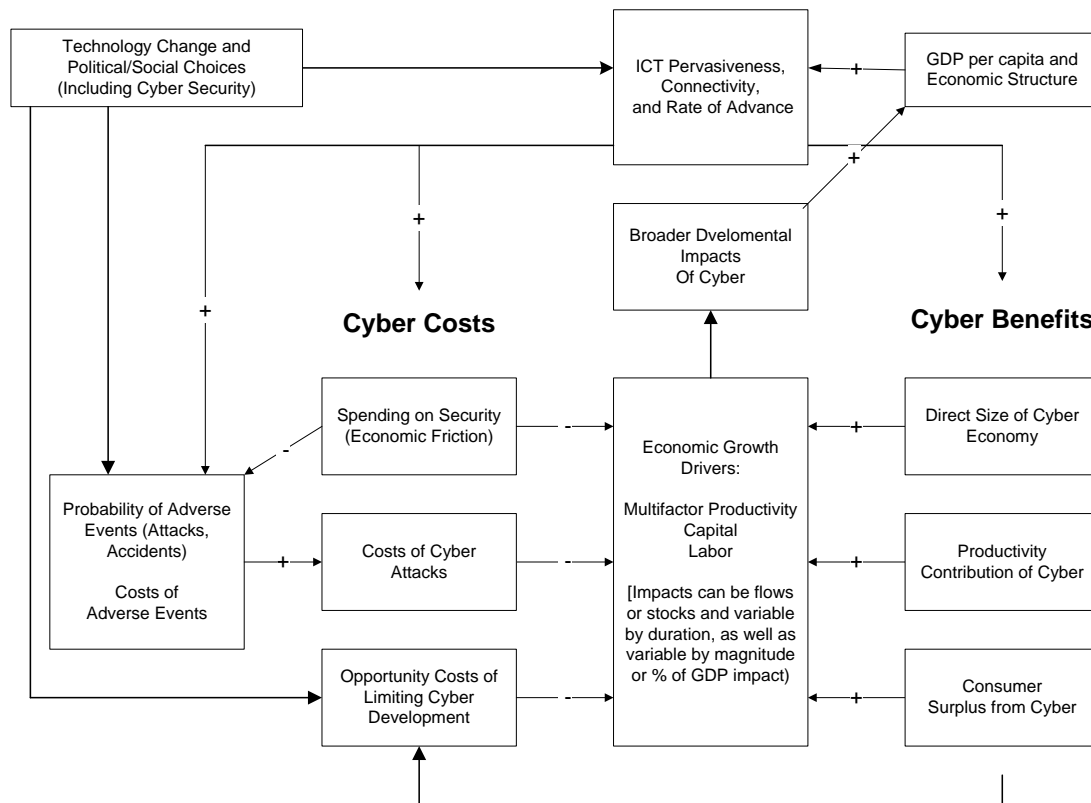 Technology Change and
Political/Social Choices
(Including Cyber Security)
ICT Pervasiveness,
Connectivity,
and Rate of Advance
+
GDP per capita and
Economic Structure
+
+
+
+
Broader Dvelomental
Impacts
Of Cyber
Cyber Costs
Cyber Benefits
Spending on Security
(Economic Friction)
-
-
Economic Growth
Drivers:
Multifactor Productivity
Capital
Labor
[Impacts can be flows
or stocks and variable
by duration, as well as
variable by magnitude
or % of GDP impact)
+
Direct Size of Cyber
Economy
Probability of Adverse
Events (Attacks,
Accidents)
Costs of
Adverse Events
+
Costs of Cyber
Attacks
-
+
Productivity
Contribution of Cyber
Opportunity Costs of
Limiting Cyber
Development
-
+
Consumer
Surplus from Cyber